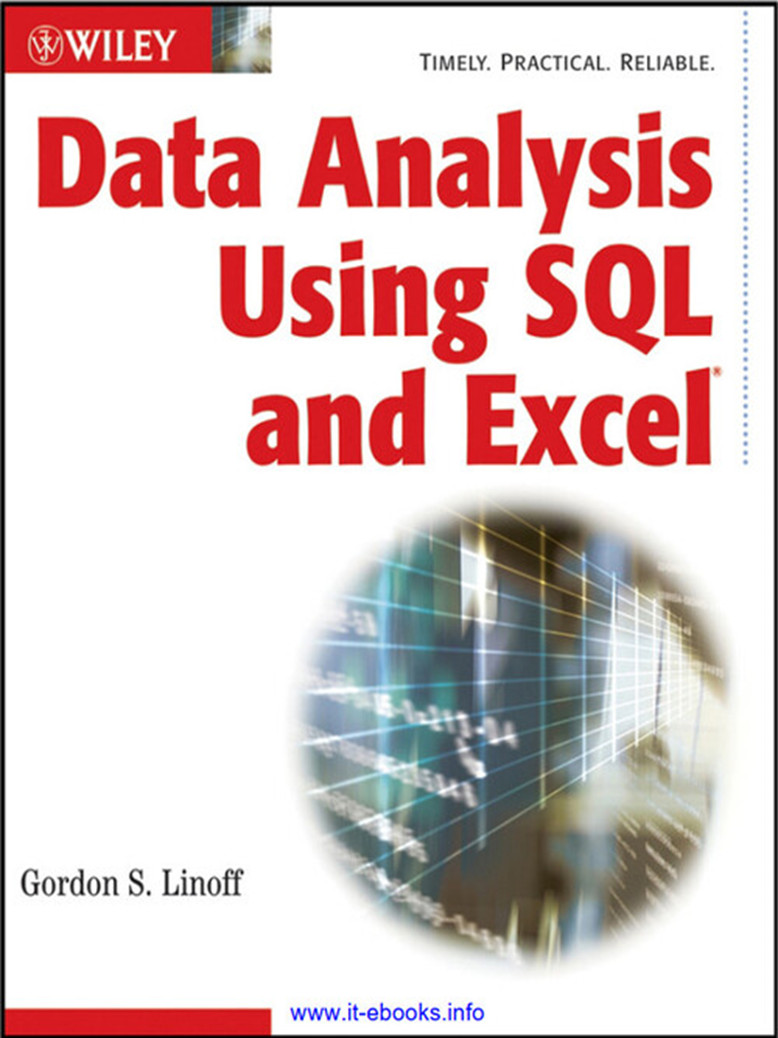 WILEY
TIMELY. PRACTICAL. RELIABLE.
Data Analysis
Using SQL
and Excel®
Gordon S. Linoff
www.it-ebooks.info